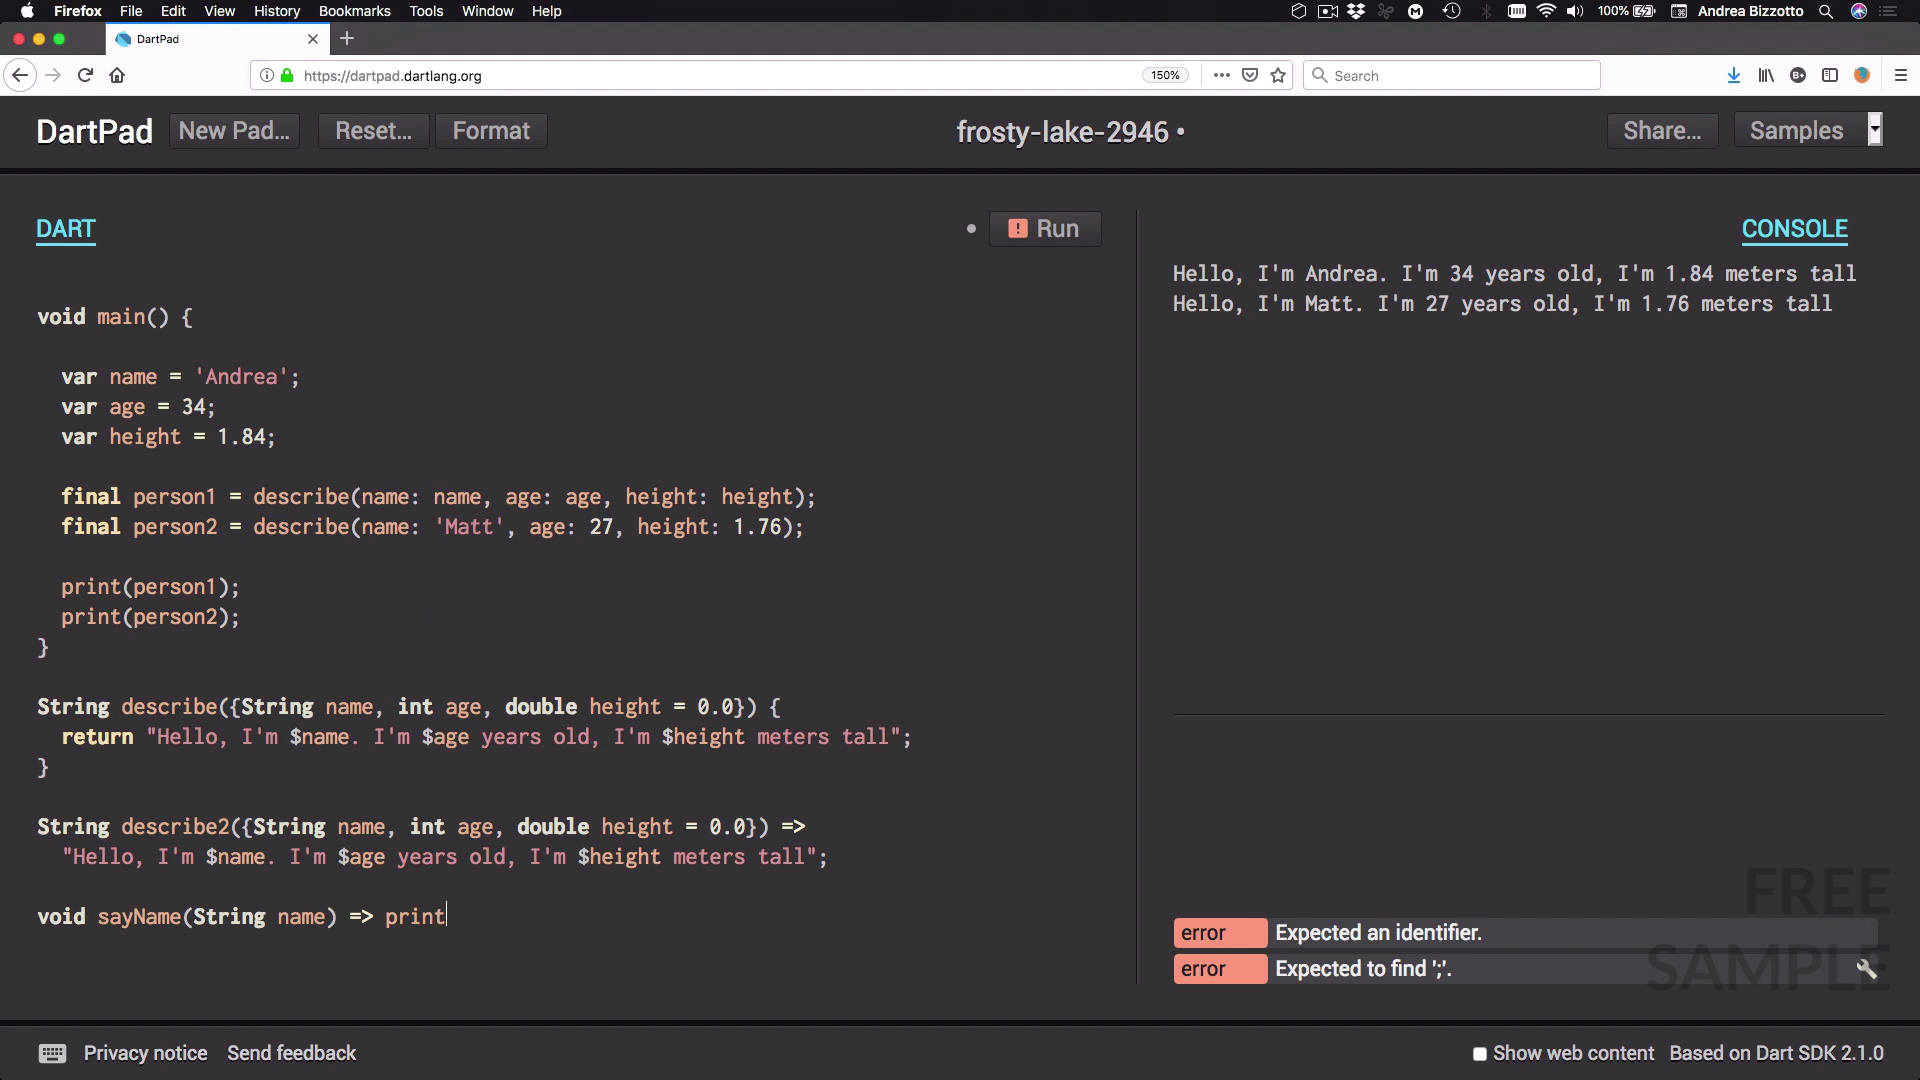 Firefox File Edit View History Bookmarks Tools Window Help 100% Andrea Bizzotto
DartPad
https://dartpad.dartlang.org 150% Search
DartPad New Pad... Reset... Format frosty-lake-2946 • Share... Samples
DART Run CONSOLE
Hello, I'm Andrea. I'm 34 years old, I'm 1.84 meters tall
Hello, I'm Matt. I'm 27 years old, I'm 1.76 meters tall
void main() {
var name = 'Andrea';
var age = 34;
var height = 1.84;
final person1 = describe(name: name, age: age, height: height);
final person2 = describe(name: 'Matt', age: 27, height: 1.76);
print(person1);
print(person2);
}
String describe({String name, int age, double height = 0.0}) {
return "Hello, I'm $name. I'm $age years old, I'm $height meters tall";
}
String describe2({String name, int age, double height = 0.0}) =>
"Hello, I'm $name. I'm $age years old, I'm $height meters tall";
void sayName(String name) => print
error Expected an identifier.
error Expected to find ';'.
FREE
SAMPLE
Privacy notice Send feedback Show web content Based on Dart SDK 2.1.0